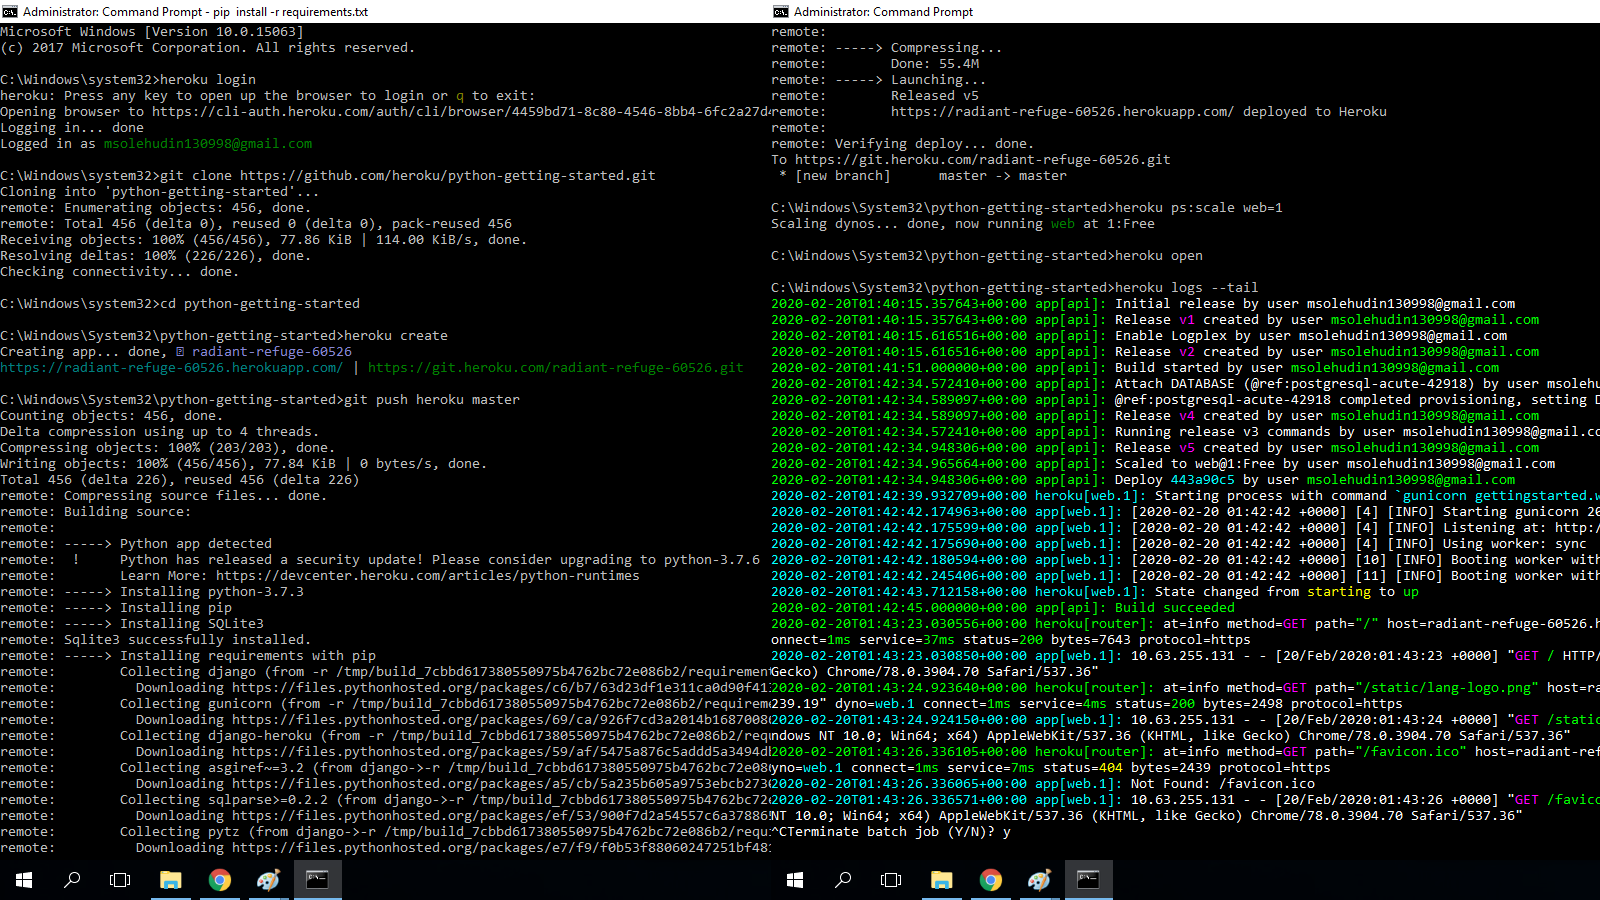 Administrator: Command Prompt - pip  install -r requirements.txt
Microsoft Windows [Version 10.0.15063]
(c) 2017 Microsoft Corporation. All rights reserved.
C:\Windows\system32>heroku login
heroku: Press any key to open up the browser to login or q to exit:
Opening browser to https://cli-auth.heroku.com/auth/cli/browser/4459bd71-8c80-4546-8bb4-6fc2a27d
Logging in... done
Logged in as msolehudin130998@gmail.com
C:\Windows\system32>git clone https://github.com/heroku/python-getting-started.git
Cloning into 'python-getting-started'...
remote: Enumerating objects: 456, done.
remote: Total 456 (delta 0), reused 0 (delta 0), pack-reused 456
Receiving objects: 100% (456/456), 77.86 KiB | 114.00 KiB/s, done.
Resolving deltas: 100% (226/226), done.
Checking connectivity... done.
C:\Windows\system32>cd python-getting-started
C:\Windows\System32\python-getting-started>heroku create
Creating app... done, radiant-refuge-60526
https://radiant-refuge-60526.herokuapp.com/ | https://git.heroku.com/radiant-refuge-60526.git
C:\Windows\System32\python-getting-started>git push heroku master
Counting objects: 456, done.
Delta compression using up to 4 threads.
Compressing objects: 100% (203/203), done.
Writing objects: 100% (456/456), 77.84 KiB | 0 bytes/s, done.
Total 456 (delta 226), reused 456 (delta 226)
remote: Compressing source files... done.
remote: Building source:
remote:
remote: -----> Python app detected
remote:  !     Python has released a security update! Please consider upgrading to python-3.7.6
remote:        Learn More: https://devcenter.heroku.com/articles/python-runtimes
remote: -----> Installing python-3.7.3
remote: -----> Installing pip
remote: -----> Installing SQLite3
remote: Sqlite3 successfully installed.
remote: -----> Installing requirements with pip
remote:        Collecting django (from -r /tmp/build_7cbbd617380550975b4762bc72e086b2/requirement
remote:          Downloading https://files.pythonhosted.org/packages/c6/b7/63d23df1e311ca0d90f41
remote:        Collecting gunicorn (from -r /tmp/build_7cbbd617380550975b4762bc72e086b2/requirem
remote:          Downloading https://files.pythonhosted.org/packages/69/ca/926f7cd3a2014b1687008
remote:        Collecting django-heroku (from -r /tmp/build_7cbbd617380550975b4762bc72e086b2/requ
remote:          Downloading https://files.pythonhosted.org/packages/59/af/5475a876c5addd5a3494d
remote:        Collecting asgiref~=3.2 (from django->-r /tmp/build_7cbbd617380550975b4762bc72e086
remote:          Downloading https://files.pythonhosted.org/packages/a5/cb/5a235b605a9753ebcb2730
remote:        Collecting sqlparse>=0.2.2 (from django->-r /tmp/build_7cbbd617380550975b4762bc72
remote:          Downloading https://files.pythonhosted.org/packages/ef/53/900f7d2a54557c6a37886
remote:        Collecting pytz (from django->-r /tmp/build_7cbbd617380550975b4762bc72e086b2/requ
remote:          Downloading https://files.pythonhosted.org/packages/e7/f9/f0b53f88060247251bf48
Administrator: Command Prompt
remote:
remote: -----> Compressing...
remote:        Done: 55.4M
remote: -----> Launching...
remote:        Released v5
remote:        https://radiant-refuge-60526.herokuapp.com/ deployed to Heroku
remote:
remote: Verifying deploy... done.
To https://git.heroku.com/radiant-refuge-60526.git
 * [new branch]      master -> master
C:\Windows\System32\python-getting-started>heroku ps:scale web=1
Scaling dynos... done, now running web at 1:Free
C:\Windows\System32\python-getting-started>heroku open
C:\Windows\System32\python-getting-started>heroku logs --tail
2020-02-20T01:40:15.357643+00:00 app[api]: Initial release by user msolehudin130998@gmail.com
2020-02-20T01:40:15.357643+00:00 app[api]: Release v1 created by user msolehudin130998@gmail.com
2020-02-20T01:40:15.616516+00:00 app[api]: Enable Logplex by user msolehudin130998@gmail.com
2020-02-20T01:40:15.616516+00:00 app[api]: Release v2 created by user msolehudin130998@gmail.com
2020-02-20T01:41:51.000000+00:00 app[api]: Build started by user msolehudin130998@gmail.com
2020-02-20T01:42:34.572410+00:00 app[api]: Attach DATABASE (@ref:postgresql-acute-42918) by user msolehu
2020-02-20T01:42:34.589097+00:00 app[api]: @ref:postgresql-acute-42918 completed provisioning, setting D
2020-02-20T01:42:34.589097+00:00 app[api]: Release v4 created by user msolehudin130998@gmail.com
2020-02-20T01:42:34.572410+00:00 app[api]: Running release v3 commands by user msolehudin130998@gmail.co
2020-02-20T01:42:34.948306+00:00 app[api]: Release v5 created by user msolehudin130998@gmail.com
2020-02-20T01:42:34.965664+00:00 app[api]: Scaled to web@1:Free by user msolehudin130998@gmail.com
2020-02-20T01:42:34.948306+00:00 app[api]: Deploy 443a90c5 by user msolehudin130998@gmail.com
2020-02-20T01:42:39.932709+00:00 heroku[web.1]: Starting process with command `gunicorn gettingstarted.w
2020-02-20T01:42:42.174963+00:00 app[web.1]: [2020-02-20 01:42:42 +0000] [4] [INFO] Starting gunicorn 20
2020-02-20T01:42:42.175599+00:00 app[web.1]: [2020-02-20 01:42:42 +0000] [4] [INFO] Listening at: http:/
2020-02-20T01:42:42.175690+00:00 app[web.1]: [2020-02-20 01:42:42 +0000] [4] [INFO] Using worker: sync
2020-02-20T01:42:42.180594+00:00 app[web.1]: [2020-02-20 01:42:42 +0000] [10] [INFO] Booting worker with
2020-02-20T01:42:42.245406+00:00 app[web.1]: [2020-02-20 01:42:42 +0000] [11] [INFO] Booting worker with
2020-02-20T01:42:43.712158+00:00 heroku[web.1]: State changed from starting to up
2020-02-20T01:42:45.000000+00:00 app[api]: Build succeeded
2020-02-20T01:43:23.030556+00:00 heroku[router]: at=info method=GET path="/" host=radiant-refuge-60526.h
onnect=1ms service=37ms status=200 bytes=7643 protocol=https
2020-02-20T01:43:23.030850+00:00 app[web.1]: 10.63.255.131 - - [20/Feb/2020:01:43:23 +0000] "GET / HTTP/
Gecko) Chrome/78.0.3904.70 Safari/537.36"
2020-02-20T01:43:24.923640+00:00 heroku[router]: at=info method=GET path="/static/lang-logo.png" host=ra
239.19" dyno=web.1 connect=1ms service=4ms status=200 bytes=2498 protocol=https
2020-02-20T01:43:24.924150+00:00 app[web.1]: 10.63.255.131 - - [20/Feb/2020:01:43:24 +0000] "GET /static
ndows NT 10.0; Win64; x64) AppleWebKit/537.36 (KHTML, like Gecko) Chrome/78.0.3904.70 Safari/537.36"
2020-02-20T01:43:26.336105+00:00 heroku[router]: at=info method=GET path="/favicon.ico" host=radiant-ref
yno=web.1 connect=1ms service=7ms status=404 bytes=2439 protocol=https
2020-02-20T01:43:26.336065+00:00 app[web.1]: Not Found: /favicon.ico
2020-02-20T01:43:26.336571+00:00 app[web.1]: 10.63.255.131 - - [20/Feb/2020:01:43:26 +0000] "GET /favico
NT 10.0; Win64; x64) AppleWebKit/537.36 (KHTML, like Gecko) Chrome/78.0.3904.70 Safari/537.36"
^CTerminate batch job (Y/N)? y